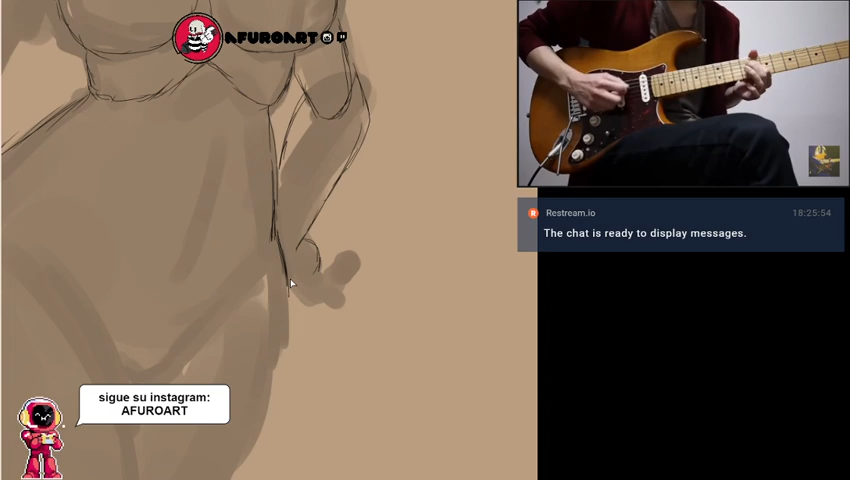 AFUROART
Restream.io
18:25:54
The chat is ready to display messages.
sigue su instagram:
AFUROART